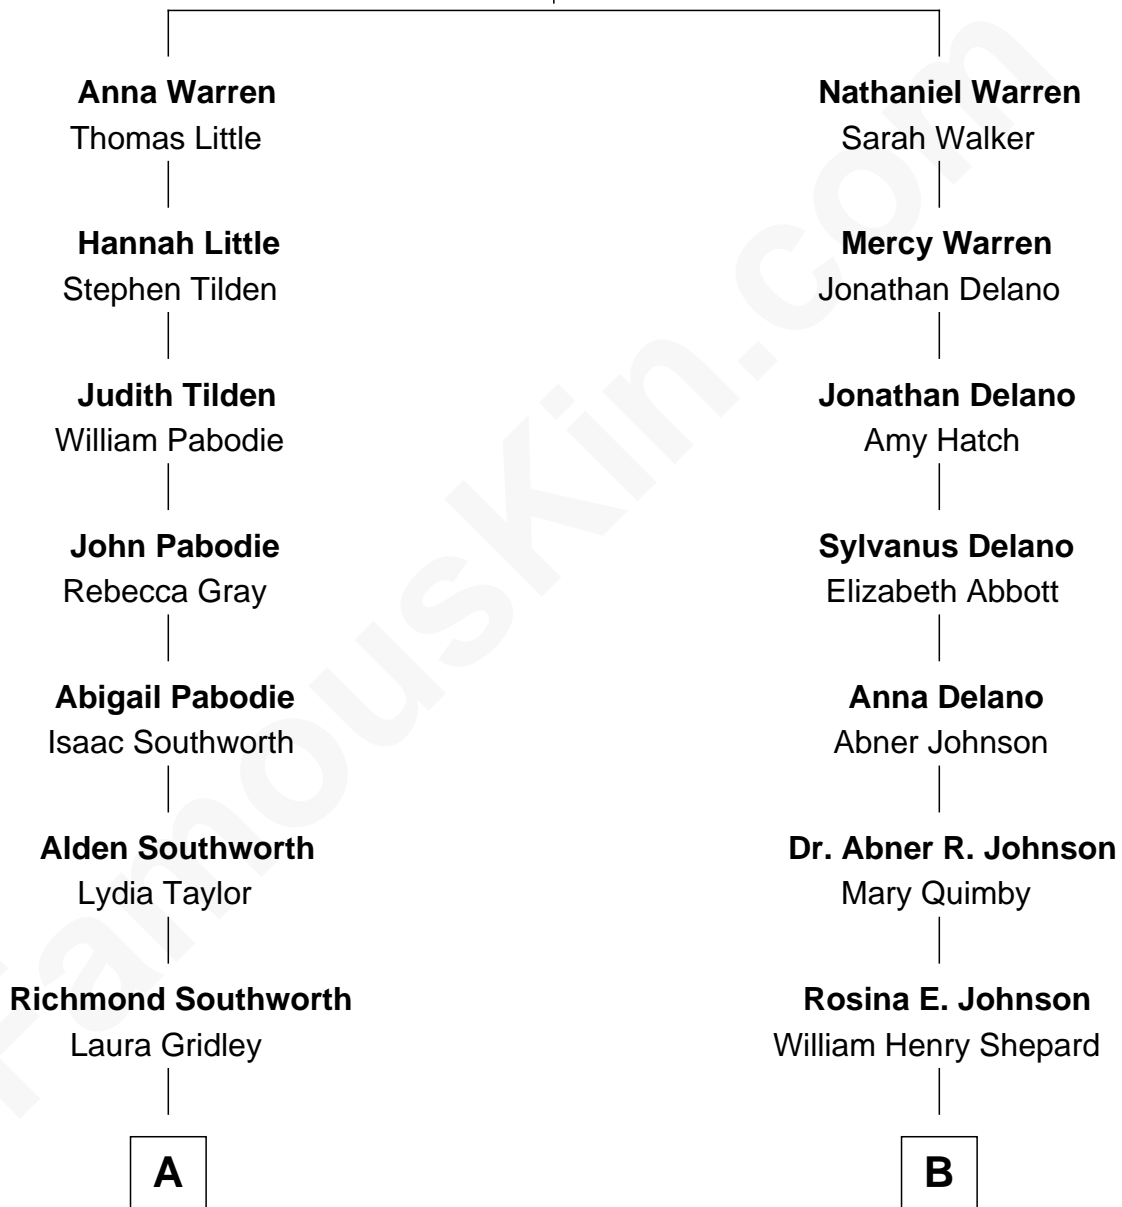 Anna Warren
Thomas Little
Hannah Little
Stephen Tilden
Judith Tilden
William Pabodie
John Pabodie
Rebecca Gray
Abigail Pabodie
Isaac Southworth
Alden Southworth
Lydia Taylor
Richmond Southworth
Laura Gridley
A
Nathaniel Warren
Sarah Walker
Mercy Warren
Jonathan Delano
Jonathan Delano
Amy Hatch
Sylvanus Delano
Elizabeth Abbott
Anna Delano
Abner Johnson
Dr. Abner R. Johnson
Mary Quimby
Rosina E. Johnson
William Henry Shepard
B
FamousKin.com